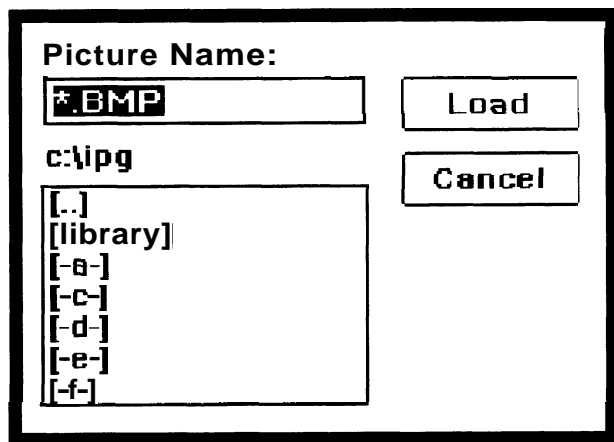 Picture Name:
*.BMP
Load
c:\ipg
Cancel
[..]
[library]
[-a-]
[-c-]
[-d-]
[-e-]
[-f-]